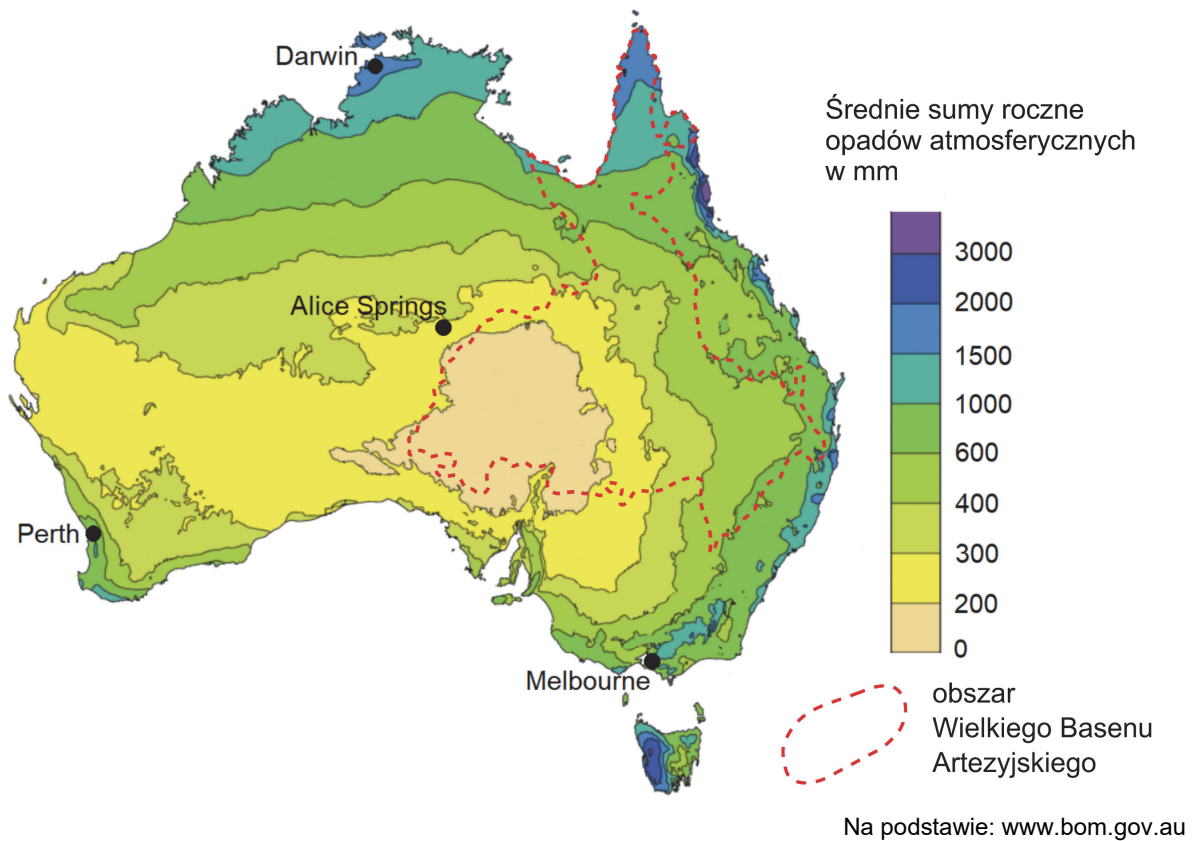 Darwin
Alice Springs
Perth
Melbourne
Średnie sumy roczne
opadów atmosferycznych
w mm
3000
2000
1500
1000
600
400
300
200
0
obszar
Wielkiego Basenu
Artezyjskiego
Na podstawie: www.bom.gov.au